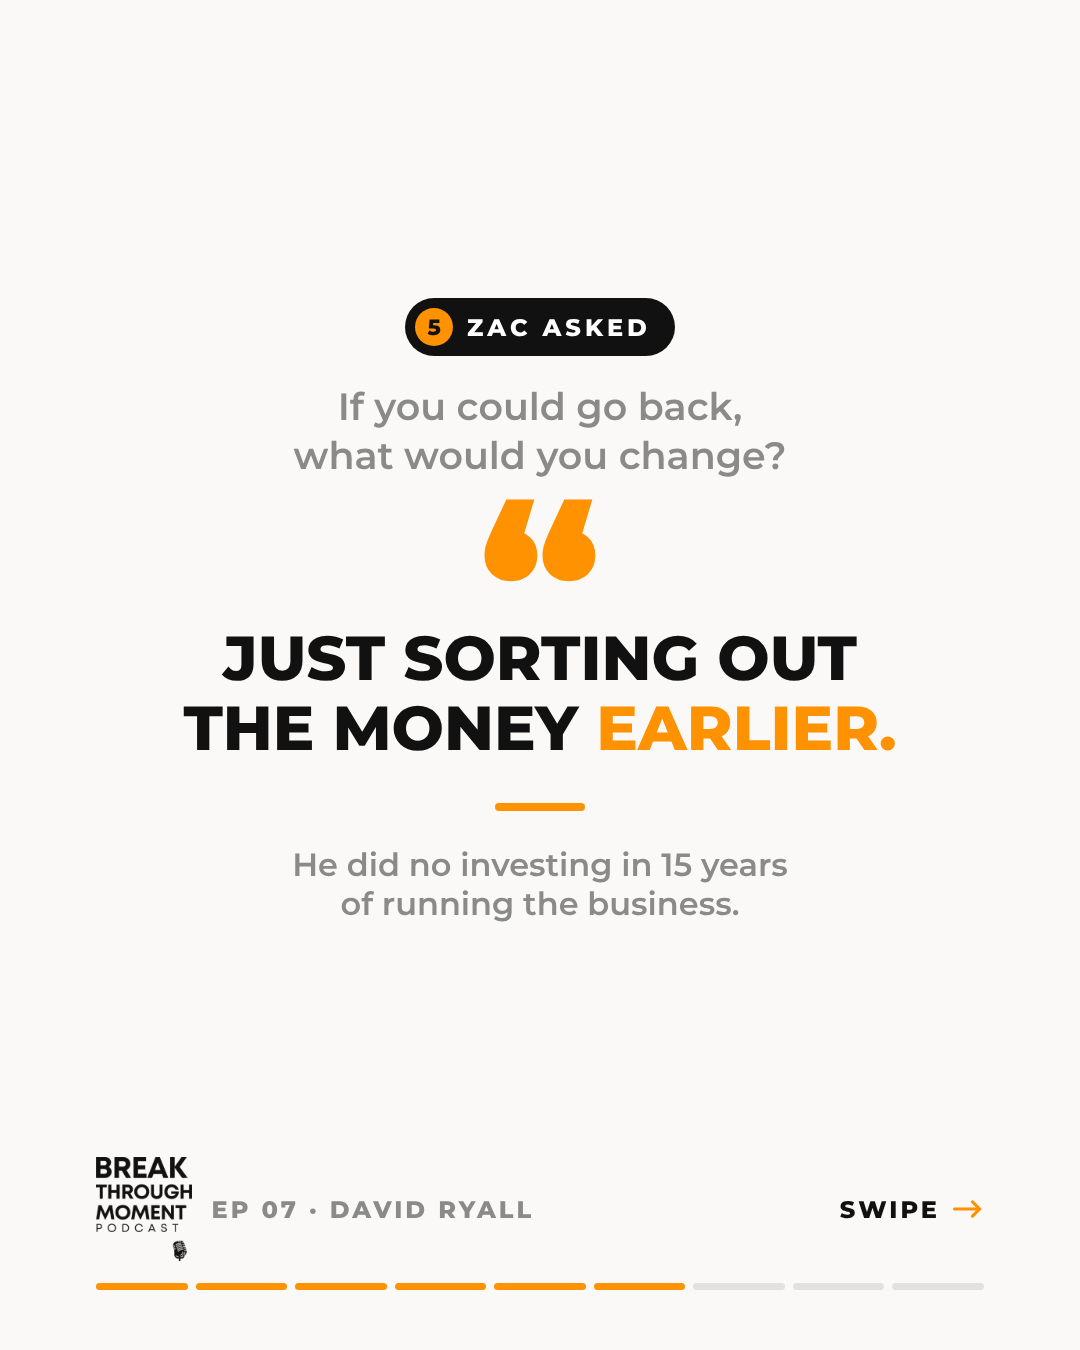 5 ZAC ASKED
If you could go back,
what would you change?
“
JUST SORTING OUT
THE MONEY EARLIER.
He did no investing in 15 years
of running the business.
BREAK
THROUGH
MOMENT
PODCAST
EP 07 · DAVID RYALL
SWIPE →